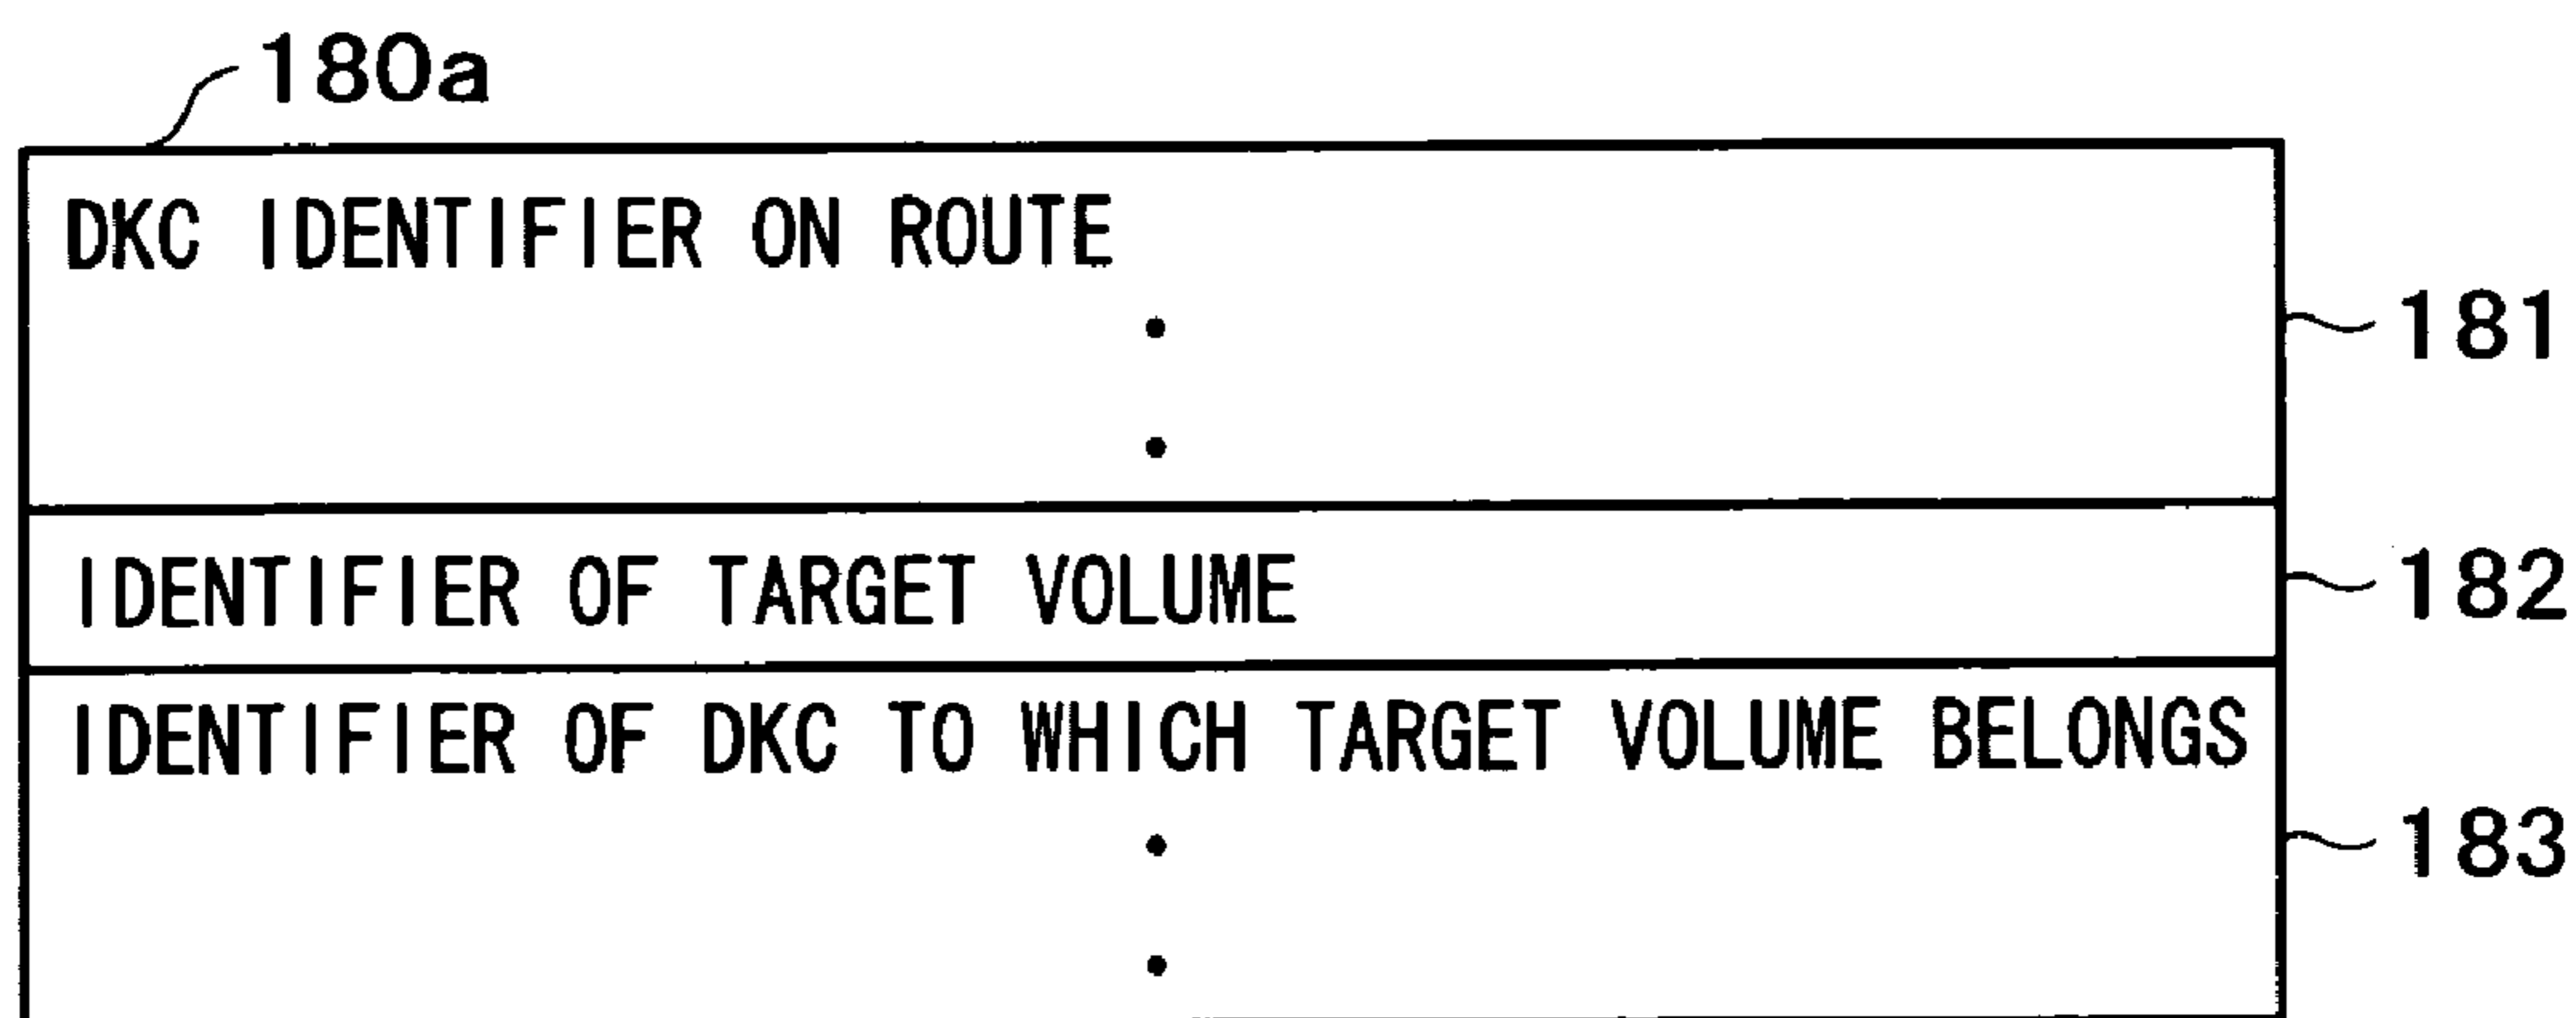 180a
DKC IDENTIFIER ON ROUTE
181
IDENTIFIER OF TARGET VOLUME
182
IDENTIFIER OF DKC TO WHICH TARGET VOLUME BELONGS
183